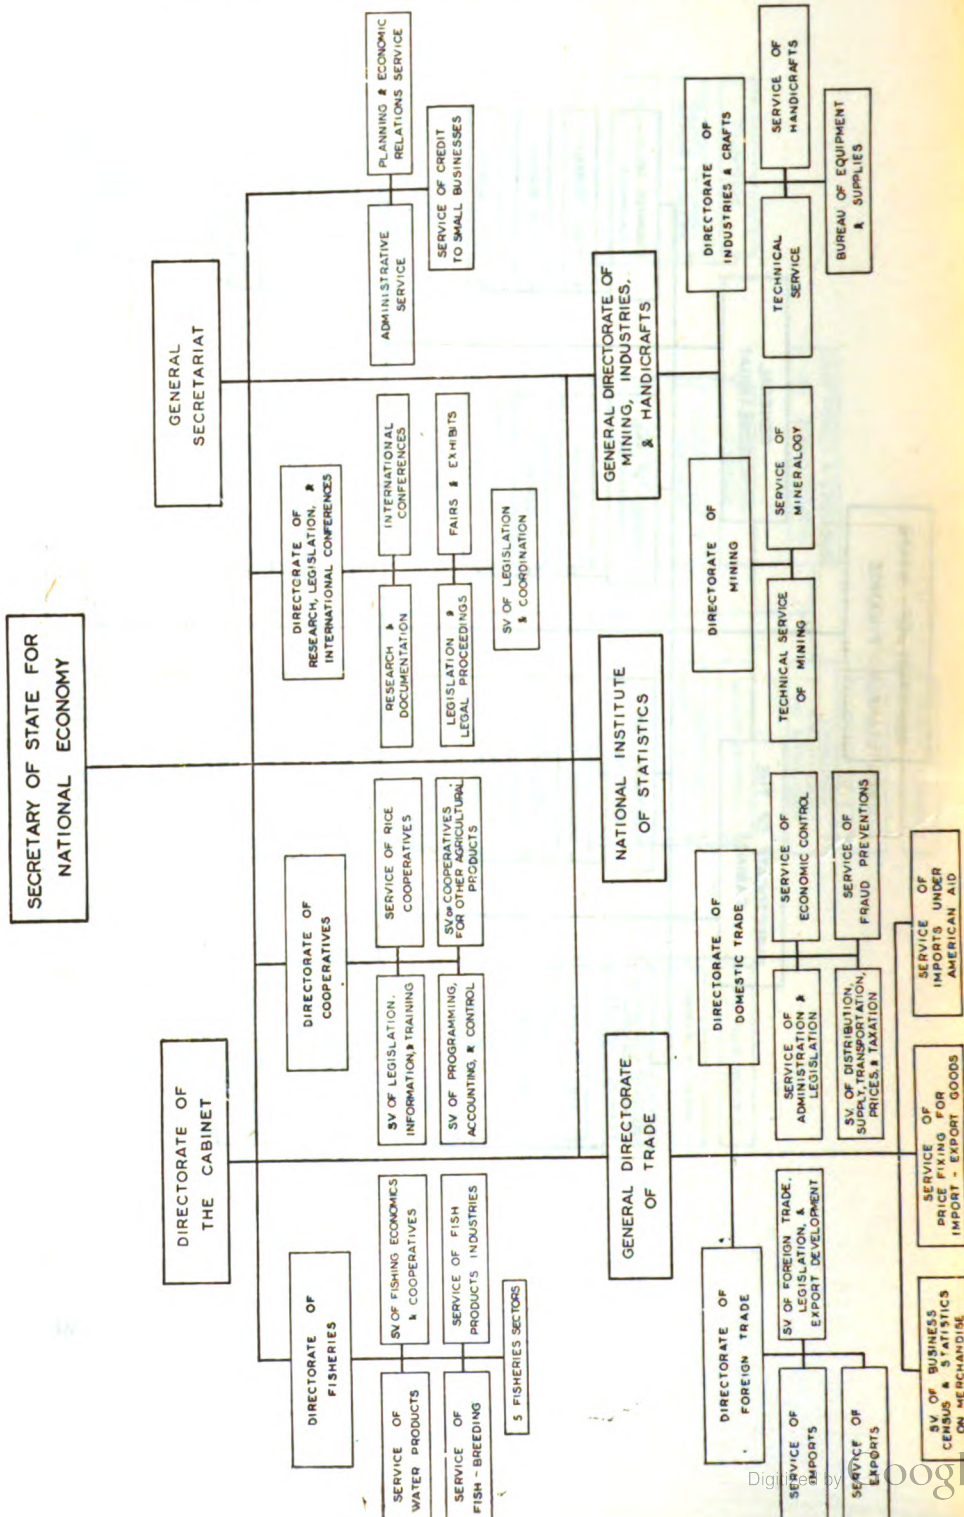 SECRETARY OF STATE FOR
NATIONAL ECONOMY
DIRECTORATE OF
THE CABINET
GENERAL
SECRETARIAT
DIRECTORATE OF
FISHERIES
DIRECTORATE OF
COOPERATIVES
DIRECTORATE OF
RESEARCH, LEGISLATION, &
INTERNATIONAL CONFERENCES
SERVICE OF
WATER PRODUCTS
SV OF FISHING ECONOMICS
& COOPERATIVES
SERVICE OF
FISH - BREEDING
SERVICE OF FISH
PRODUCTS INDUSTRIES
5 FISHERIES SECTORS
SV OF LEGISLATION,
INFORMATION, & TRAINING
SERVICE OF RICE
COOPERATIVES
SV OF PROGRAMMING,
ACCOUNTING, & CONTROL
SV OF COOPERATIVES
FOR OTHER AGRICULTURAL
PRODUCTS
RESEARCH &
DOCUMENTATION
INTERNATIONAL
CONFERENCES
LEGISLATION &
LEGAL PROCEEDINGS
FAIRS & EXHIBITS
SV OF LEGISLATION
& COORDINATION
ADMINISTRATIVE
SERVICE
PLANNING & ECONOMIC
RELATIONS SERVICE
SERVICE OF CREDIT
TO SMALL BUSINESSES
GENERAL DIRECTORATE
OF TRADE
NATIONAL INSTITUTE
OF STATISTICS
GENERAL DIRECTORATE OF
MINING, INDUSTRIES,
& HANDICRAFTS
DIRECTORATE OF
FOREIGN TRADE
DIRECTORATE OF
DOMESTIC TRADE
DIRECTORATE OF
MINING
DIRECTORATE OF
INDUSTRIES & CRAFTS
SERVICE OF
IMPORTS
SV OF FOREIGN TRADE,
LEGISLATION, &
EXPORT DEVELOPMENT
SERVICE OF
EXPORTS
SERVICE OF
ADMINISTRATION &
LEGISLATION
SERVICE OF
ECONOMIC CONTROL
SV OF DISTRIBUTION,
SUPPLY, TRANSPORTATION,
PRICES, & TAXATION
SERVICE OF
FRAUD PREVENTIONS
TECHNICAL SERVICE
OF MINING
SERVICE OF
MINERALOGY
TECHNICAL
SERVICE
SERVICE OF
HANDICRAFTS
BUREAU OF EQUIPMENT
& SUPPLIES
SV OF BUSINESS
CENSUS & STATISTICS
ON MERCHANDISE
SERVICE OF
PRICE FIXING FOR
IMPORT - EXPORT GOODS
SERVICE OF
IMPORTS UNDER
AMERICAN AID
Digitized by Googl